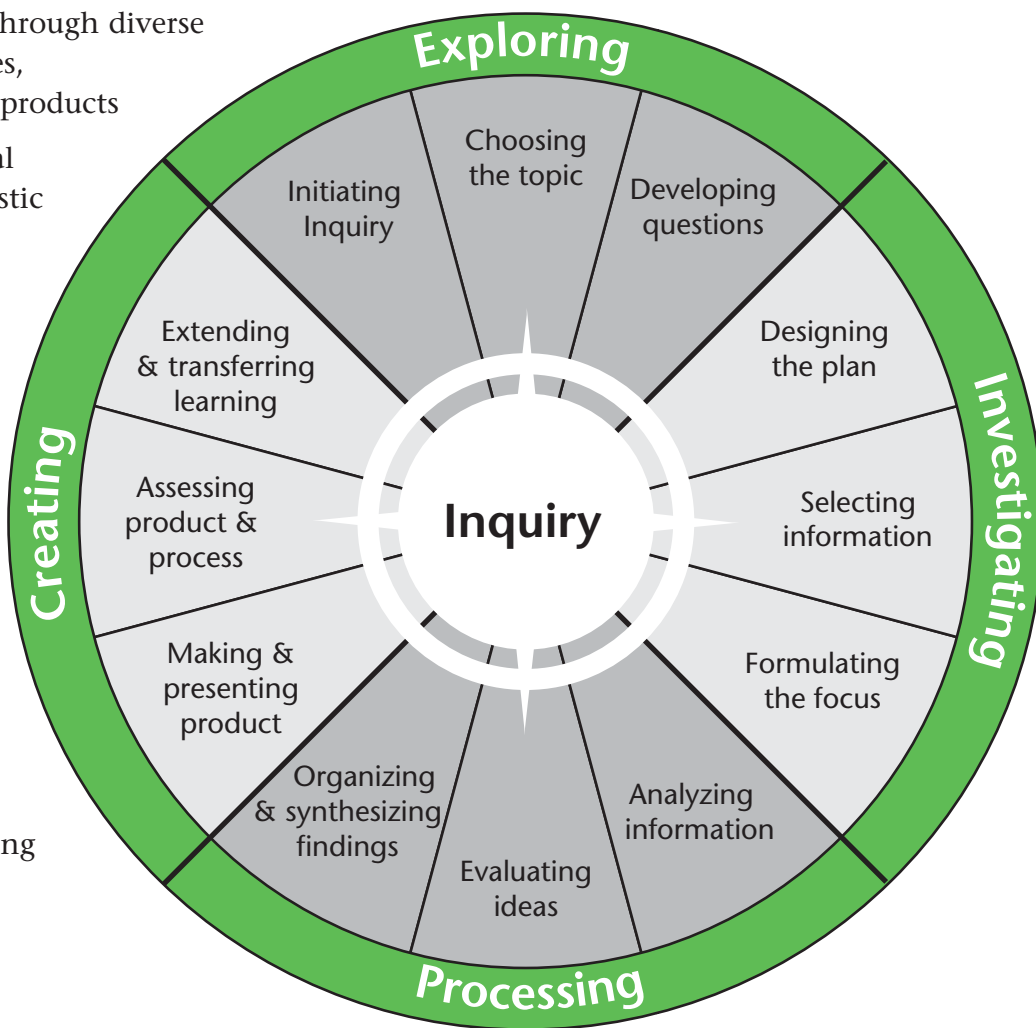 hrough diverse
es,
products
al
stic
ng
Exploring
Initiating
Inquiry
Choosing
the topic
Developing
questions
Investigating
Designing
the plan
Selecting
information
Formulating
the focus
Processing
Analyzing
information
Evaluating
ideas
Organizing
& synthesizing
findings
Creating
Making &
presenting
product
Assessing
product &
process
Extending
& transferring
learning
Inquiry